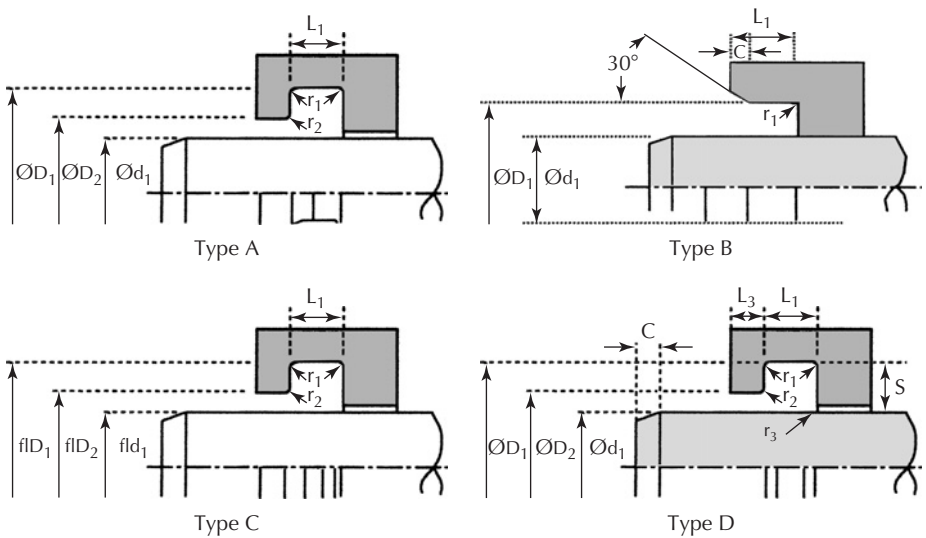 L₁
r₁
r₂
ØD₁ ØD₂ Ød₁
Type A
L₁
C
30°
r₁
ØD₁ Ød₁
Type B
L₁
r₁
r₂
flD₁ flD₂ fld₁
Type C
L₃ L₁
C
r₁
r₂
S
r₃
ØD₁ ØD₂ Ød₁
Type D